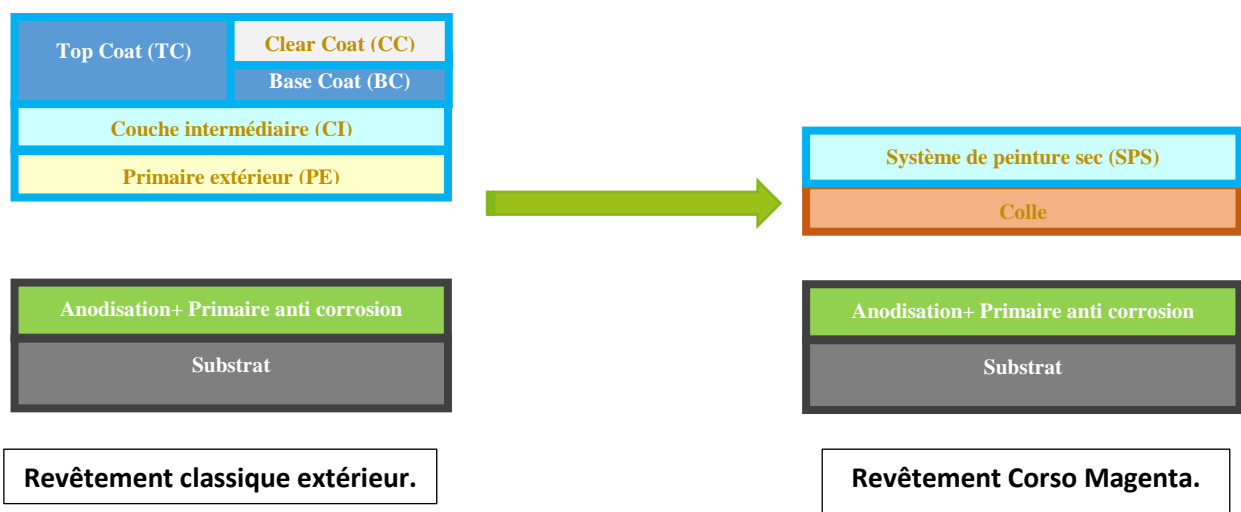 Top Coat (TC)
Clear Coat (CC)
Base Coat (BC)
Couche intermédiaire (CI)
Primaire extérieur (PE)
Anodisation+ Primaire anti corrosion
Substrat
Revêtement classique extérieur.
Système de peinture sec (SPS)
Colle
Anodisation+ Primaire anti corrosion
Substrat
Revêtement Corso Magenta.